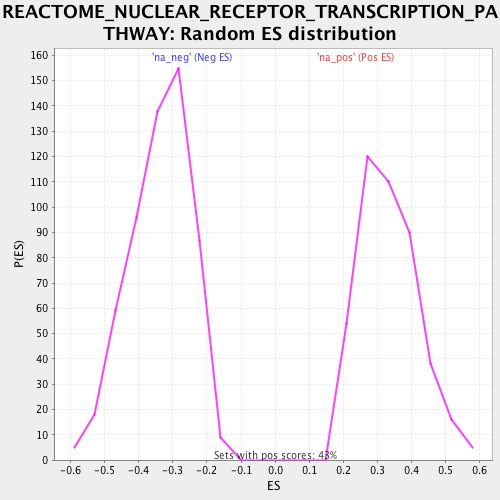 REACTOME_NUCLEAR_RECEPTOR_TRANSCRIPTION_PA
THWAY: Random ES distribution
'na_neg' (Neg ES) 'na_pos' (Pos ES)
160
150
140
130
120
110
100
90
80
70
60
50
40
30
20
10
0
P(ES)
Sets with pos scores: 43%
-0.6 -0.5 -0.4 -0.3 -0.2 -0.1 0.0 0.1 0.2 0.3 0.4 0.5 0.6
ES